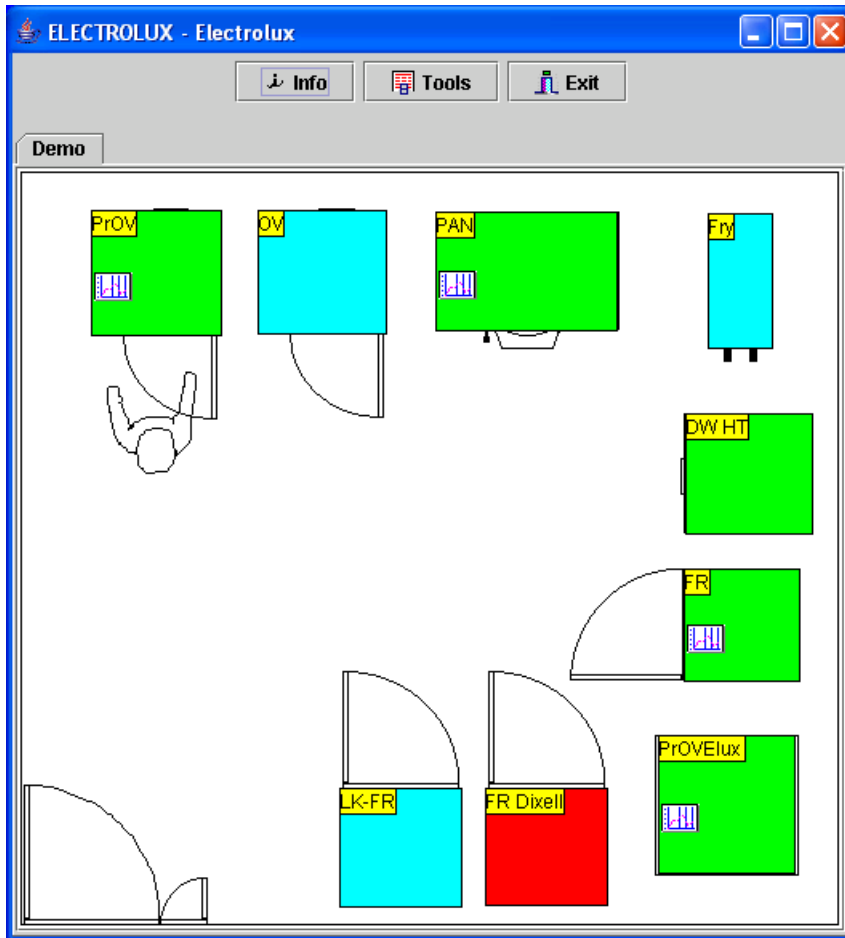 ELECTROLUX - Electrolux
i Info Tools Exit
Demo
PrOV OV PAN Fry
DW HT
FR
PrOVElux
LK-FR FR Dixell